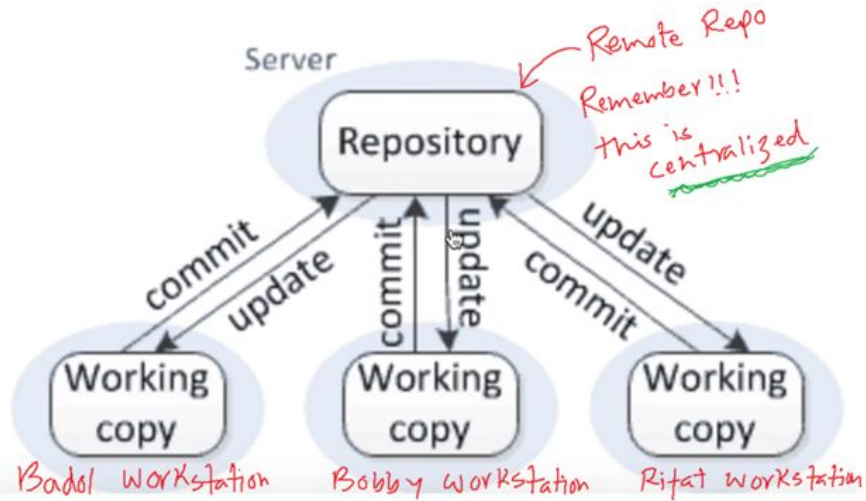 Server
Remote Repo
Remember!!!
this is
centralized
Repository
commit
update
commit
update
commit
update
Working
copy
Working
copy
Working
copy
Badol workstation
Bobby workstation
Rifat workstation